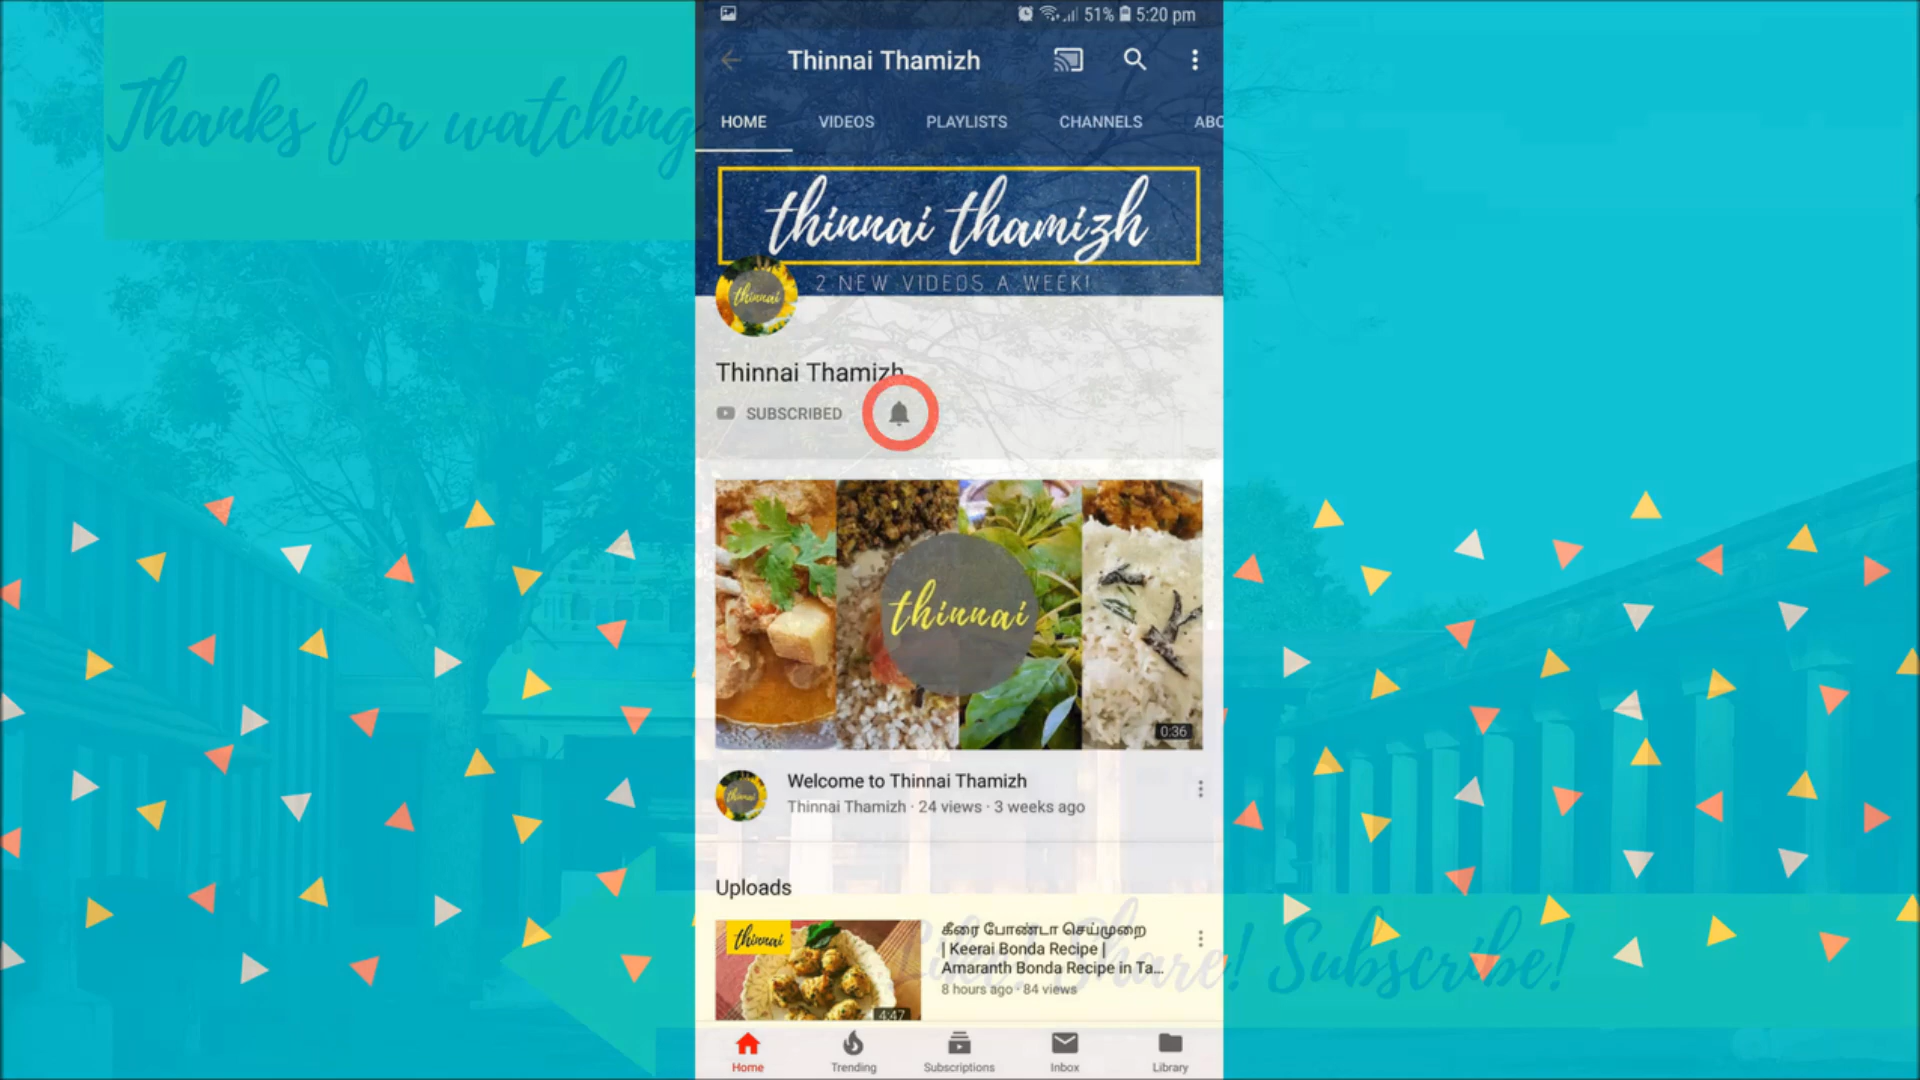 Thanks for watching
51% 5:20 pm
Thinnai Thamizh
HOME VIDEOS PLAYLISTS CHANNELS ABO
thinnai thamizh
thinnai
2 NEW VIDEOS A WEEK!
Thinnai Thamizh
SUBSCRIBED
thinnai
0:36
thinnai
Welcome to Thinnai Thamizh
Thinnai Thamizh · 24 views · 3 weeks ago
Uploads
thinnai
கீரை போண்டா செய்முறை
| Keerai Bonda Recipe |
Amaranth Bonda Recipe in Ta...
8 hours ago · 84 views
4:47
Like! Share! Subscribe!
Home Trending Subscriptions Inbox Library